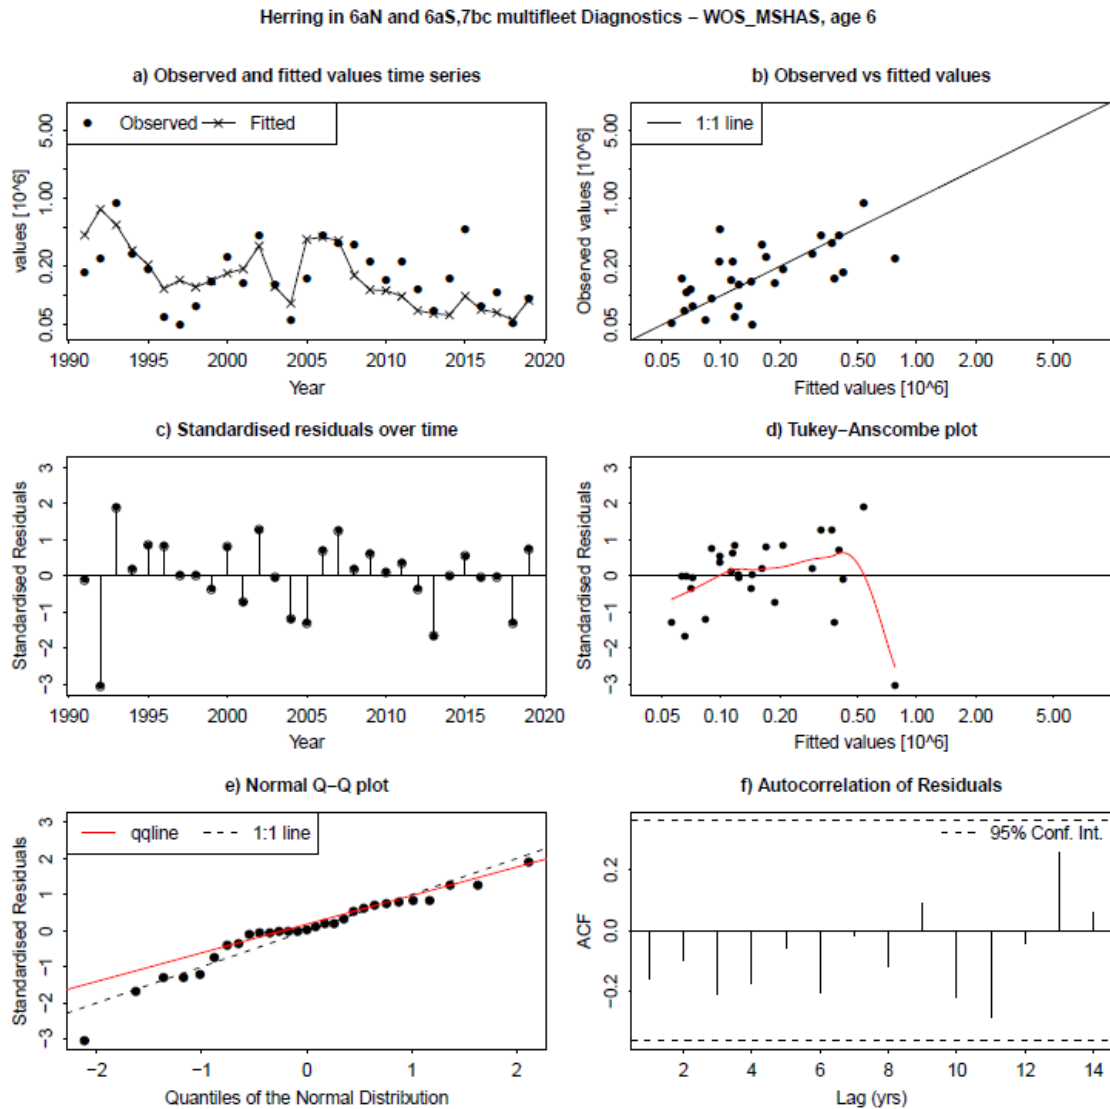 Herring in 6aN and 6aS,7bc multifleet Diagnostics − WOS_MSHAS, age 6
a) Observed and fitted values time series
Observed
Fitted
values [10^6]
5.00
1.00
0.20
0.05
1990 1995 2000 2005 2010 2015 2020
Year
b) Observed vs fitted values
1:1 line
Observed values [10^6]
5.00
1.00
0.20
0.05
0.05 0.10 0.20 0.50 1.00 2.00 5.00
Fitted values [10^6]
c) Standardised residuals over time
Standardised Residuals
3
2
1
0
−1
−2
−3
1990 1995 2000 2005 2010 2015 2020
Year
d) Tukey−Anscombe plot
Standardised Residuals
3
2
1
0
−1
−2
−3
0.05 0.10 0.20 0.50 1.00 2.00 5.00
Fitted values [10^6]
e) Normal Q−Q plot
qqline
1:1 line
Standardised Residuals
3
2
1
0
−1
−2
−3
−2 −1 0 1 2
Quantiles of the Normal Distribution
f) Autocorrelation of Residuals
95% Conf. Int.
ACF
0.2
0.0
−0.2
2 4 6 8 10 12 14
Lag (yrs)